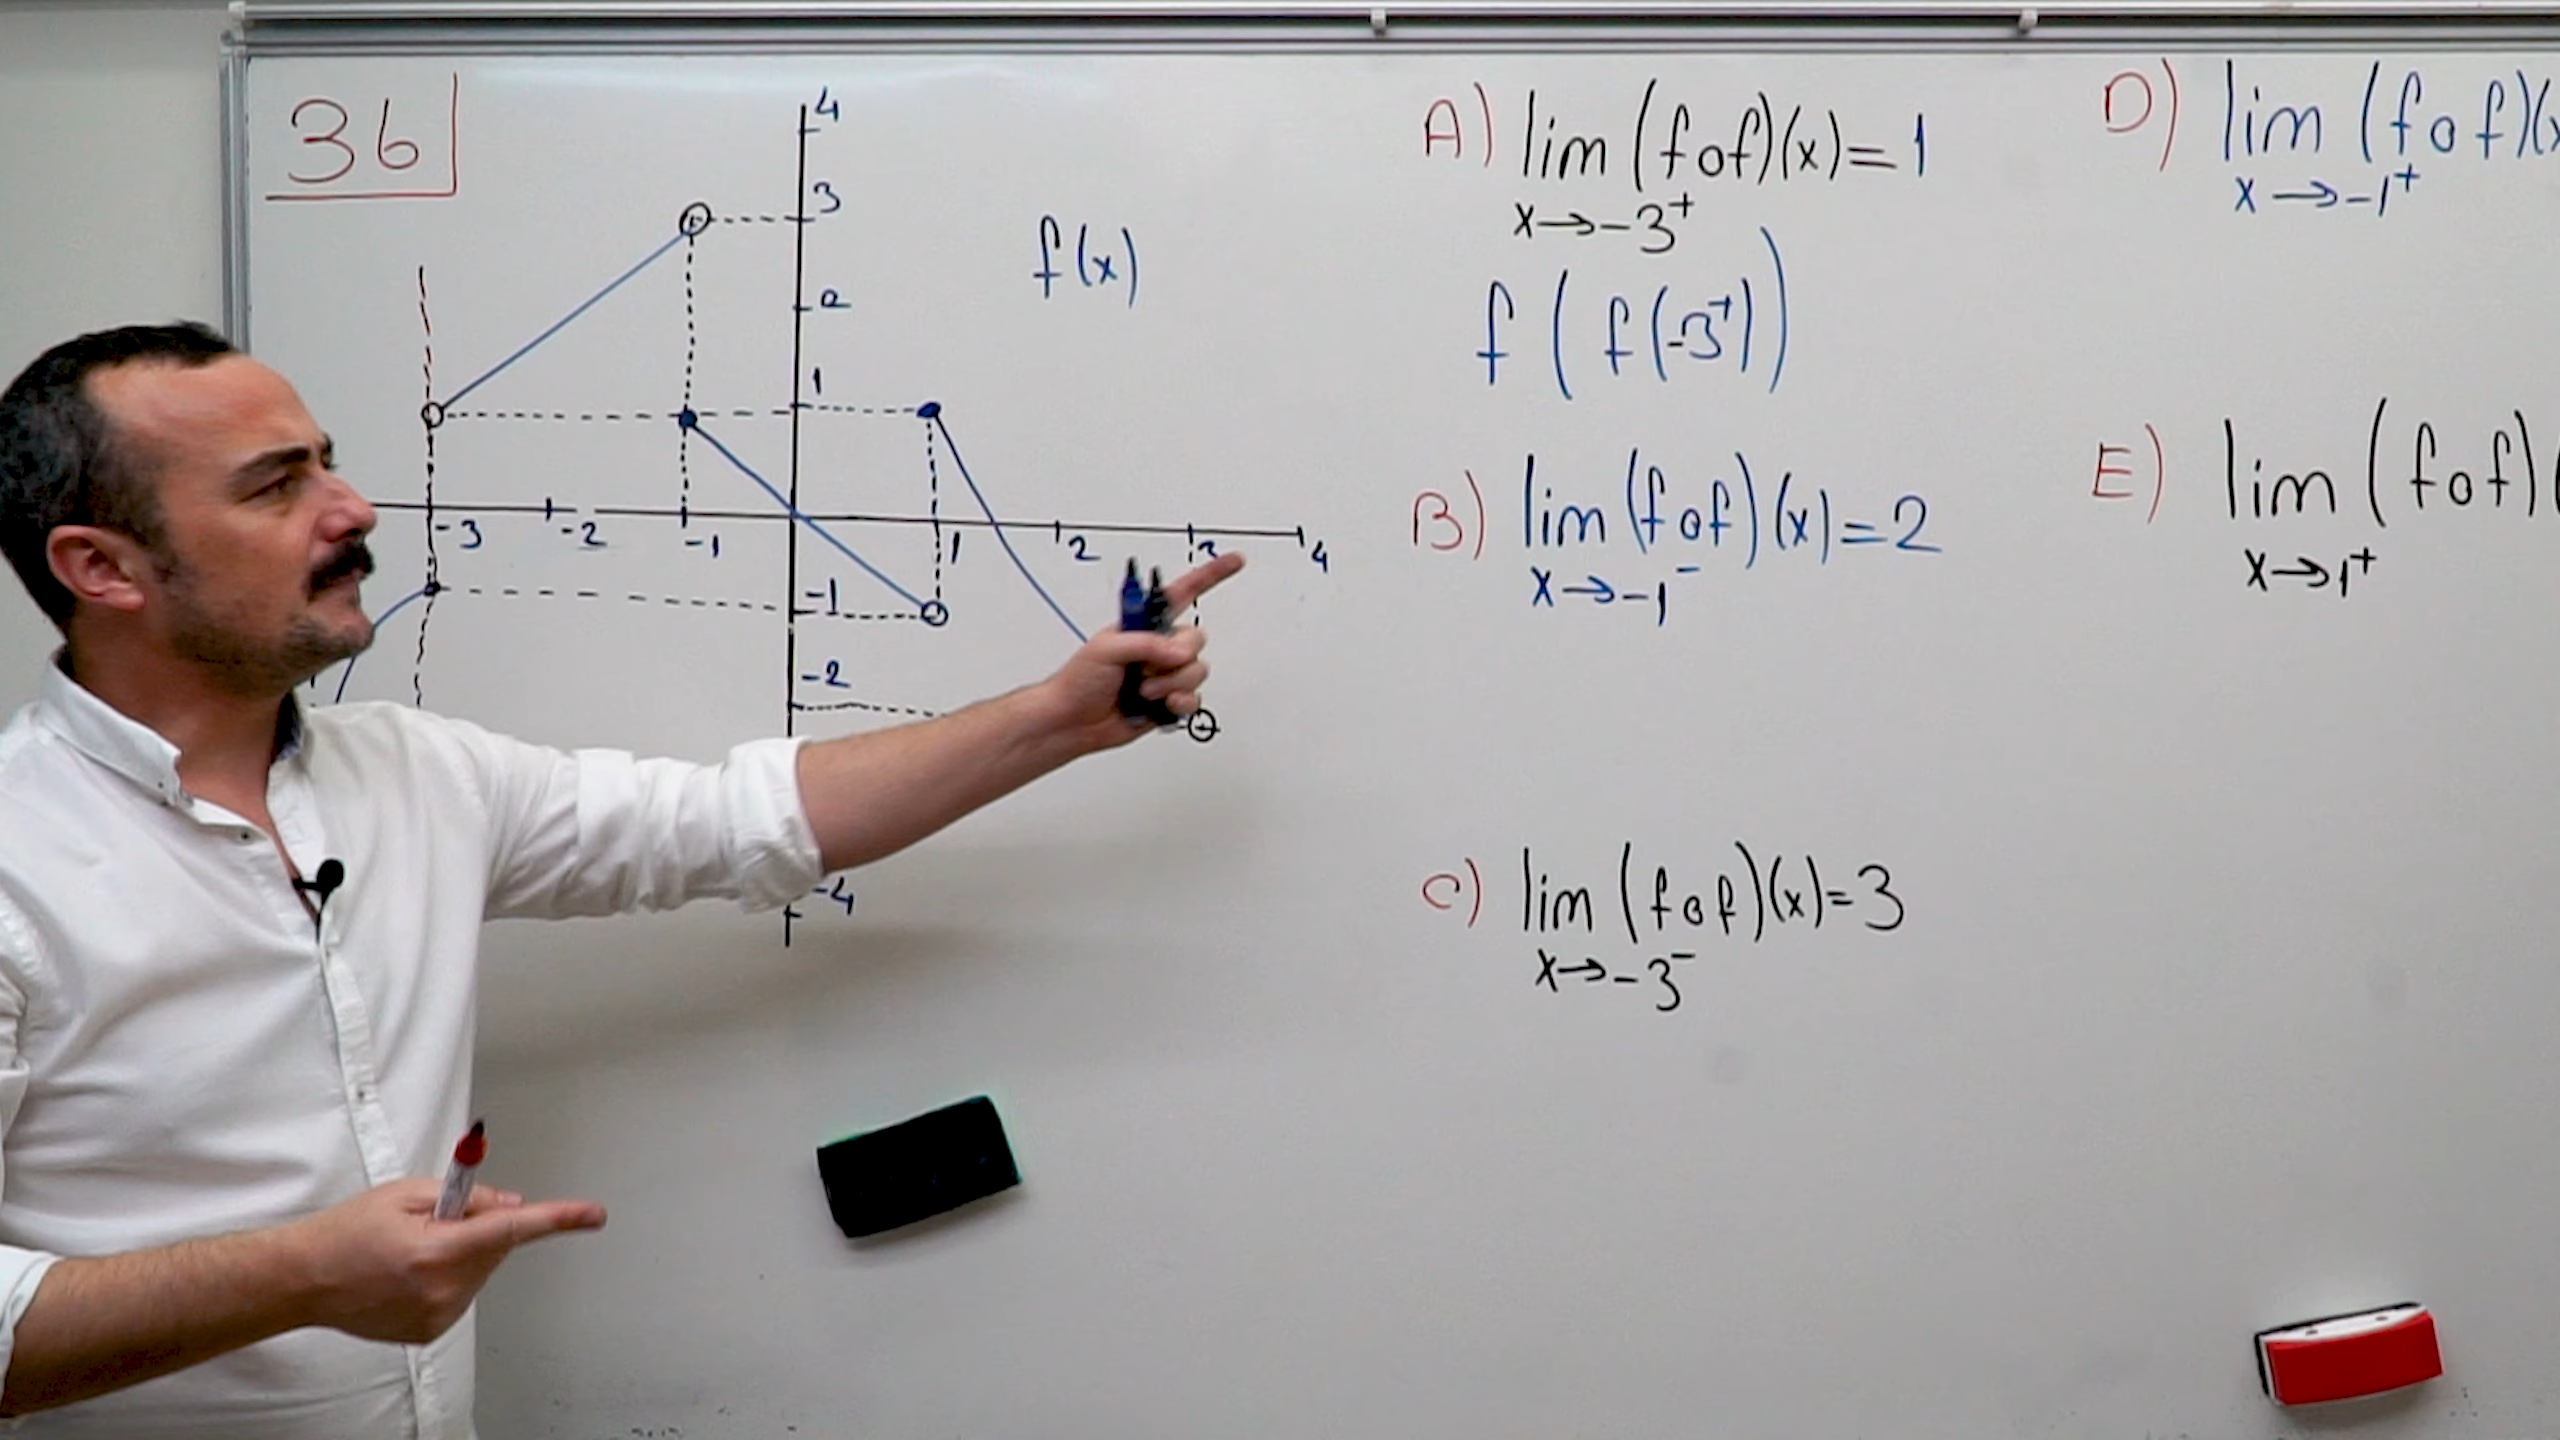 36
4
3
2
1
f(x)
-3 -2 -1 1 2 3 4
-1
-2
-4
A) lim (fof)(x)=1
x→-3⁺
f(f(-3⁺))
B) lim (fof)(x)=2
x→-1⁻
C) lim (fof)(x)=3
x→-3⁻
D) lim (fof)(x
x→-1⁺
E) lim (fof)(
x→1⁺